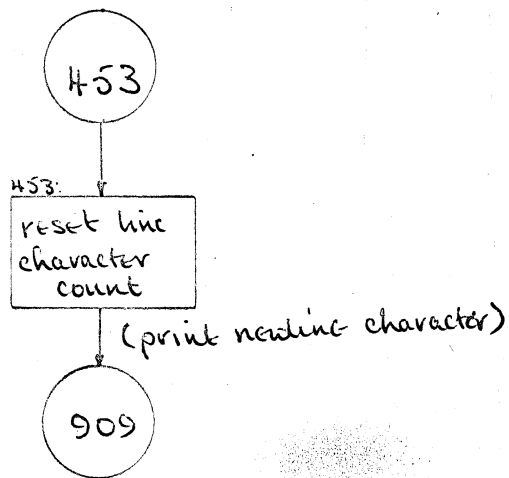 453
453:
reset line
character
count
(print newline character)
909